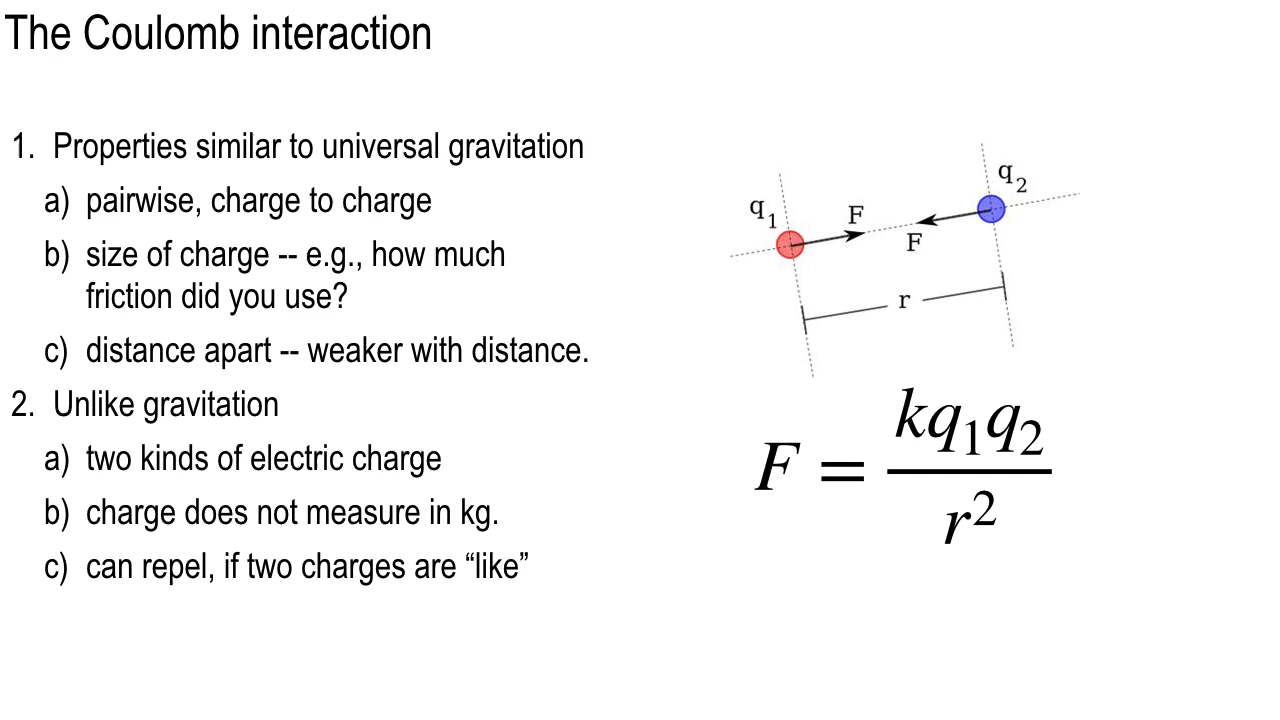 The Coulomb interaction
1. Properties similar to universal gravitation
a) pairwise, charge to charge
b) size of charge -- e.g., how much
friction did you use?
c) distance apart -- weaker with distance.
2. Unlike gravitation
a) two kinds of electric charge
b) charge does not measure in kg.
c) can repel, if two charges are “like”
q₁
F
F
q₂
r
F = kq₁q₂ / r²